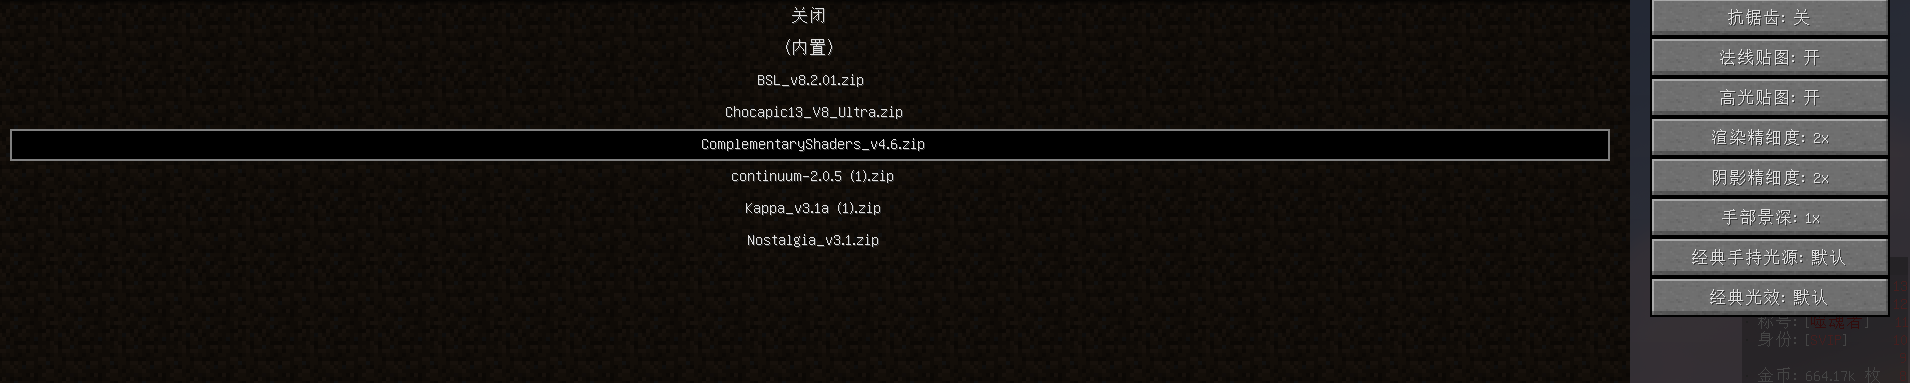 关闭
(内置)
BSL_v8.2.01.zip
Chocapic13_V8_Ultra.zip
ComplementaryShaders_v4.6.zip
continuum-2.0.5 (1).zip
Kappa_v3.1a (1).zip
Nostalgia_v3.1.zip
抗锯齿: 关
法线贴图: 开
高光贴图: 开
渲染精细度: 2x
阴影精细度: 2x
手部景深: 1x
经典手持光源: 默认
经典光效: 默认
称号: [噬魂者]
身份: [
]
金币: 664.17k 枚